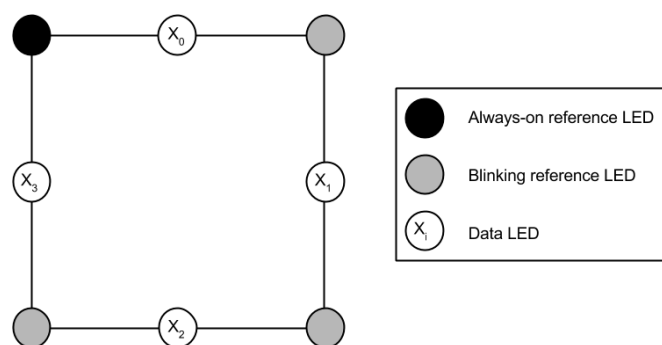 X₀
X₃
X₁
X₂
Always-on reference LED
Blinking reference LED
Xᵢ Data LED